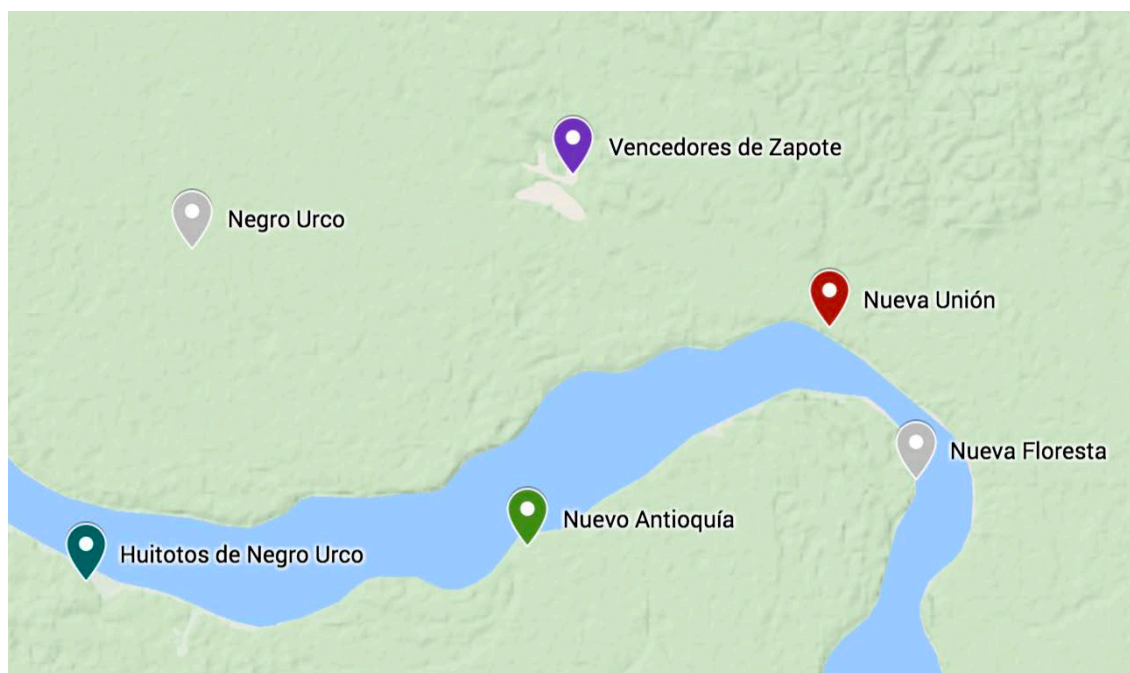 Vencedores de Zapote
Negro Urco
Nueva Unión
Nueva Floresta
Nuevo Antioquía
Huitotos de Negro Urco